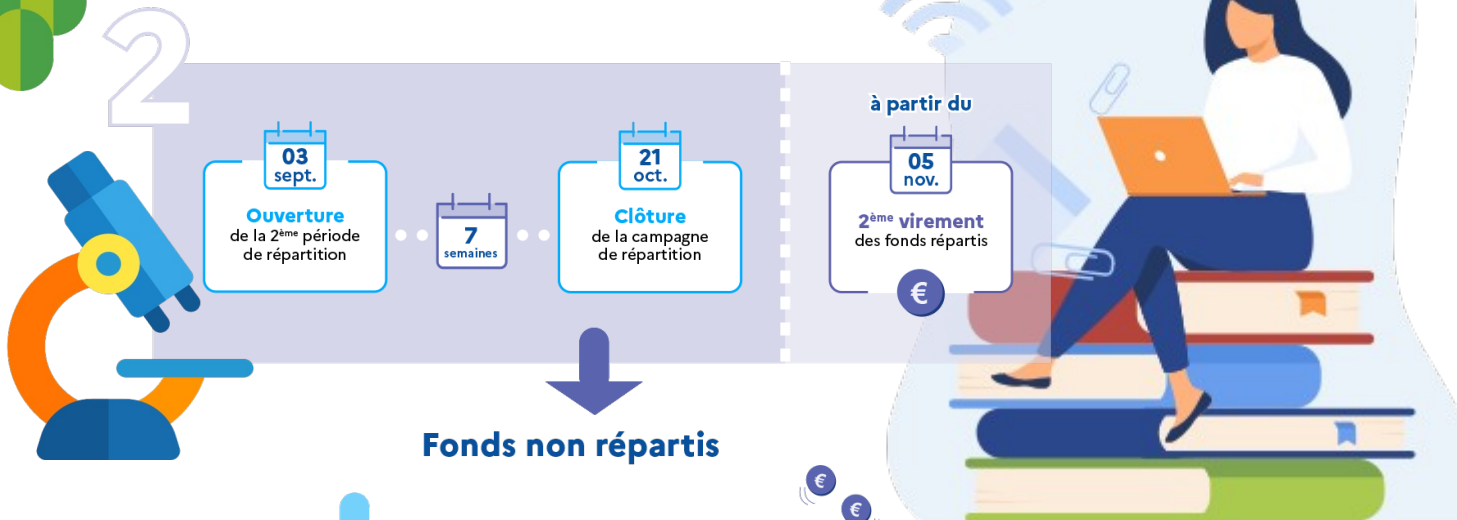 2
03
sept.
Ouverture
de la 2ème période
de répartition
7
semaines
21
oct.
Clôture
de la campagne
de répartition
à partir du
05
nov.
2ème virement
des fonds répartis
€
Fonds non répartis
€
€